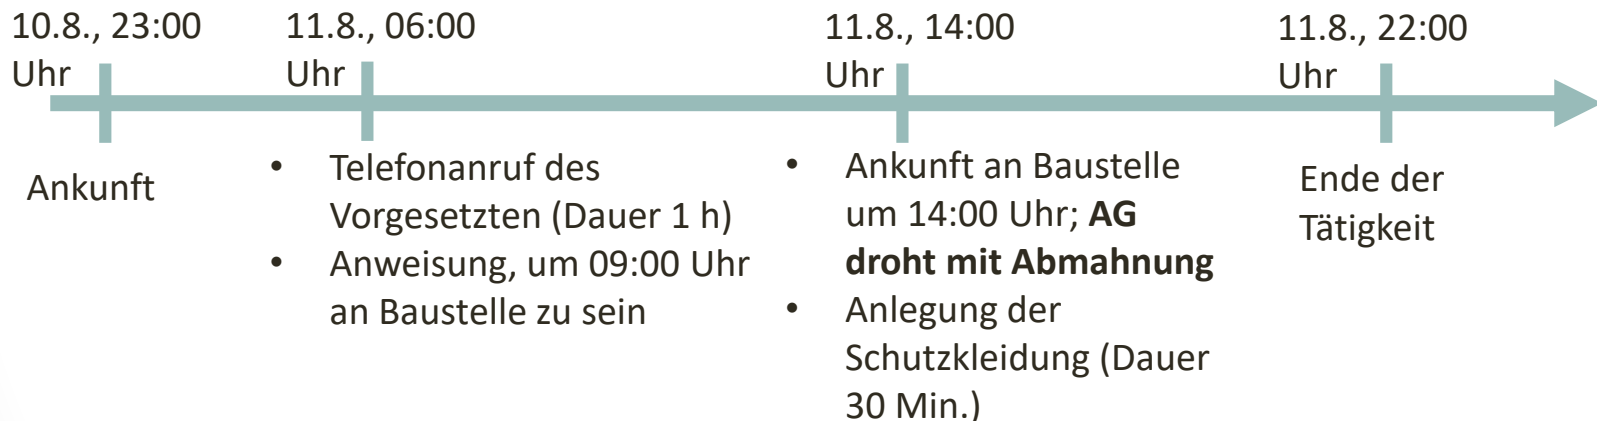 10.8., 23:00
Uhr
11.8., 06:00
Uhr
11.8., 14:00
Uhr
11.8., 22:00
Uhr
Ankunft
• Telefonanruf des
Vorgesetzten (Dauer 1 h)
• Anweisung, um 09:00 Uhr
an Baustelle zu sein
• Ankunft an Baustelle
um 14:00 Uhr; AG
droht mit Abmahnung
• Anlegung der
Schutzkleidung (Dauer
30 Min.)
Ende der
Tätigkeit